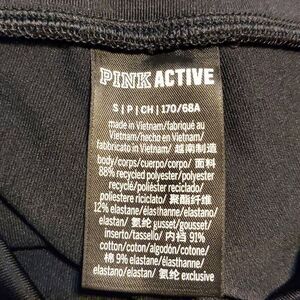 PINK ACTIVE
S | P | CH | 170/68A
made in Vietnam/fabriqué au
Vietnam/hecho en Vietnam/
fabbricato in Vietnam/ 越南制造
body/corps/cuerpo/corpo/ 面料
88% recycled polyester/polyester
recyclé/poliéster reciclado/
poliestere riciclato/ 聚酯纤维
12% elastane/élasthanne/elastano/
elastan/ 氨纶 gusset/gousset/
inserto/tassello/ 内裆 91%
cotton/coton/algodón/cotone/
棉 9% elastane/élasthanne/
elastano/elastan/ 氨纶 exclusive